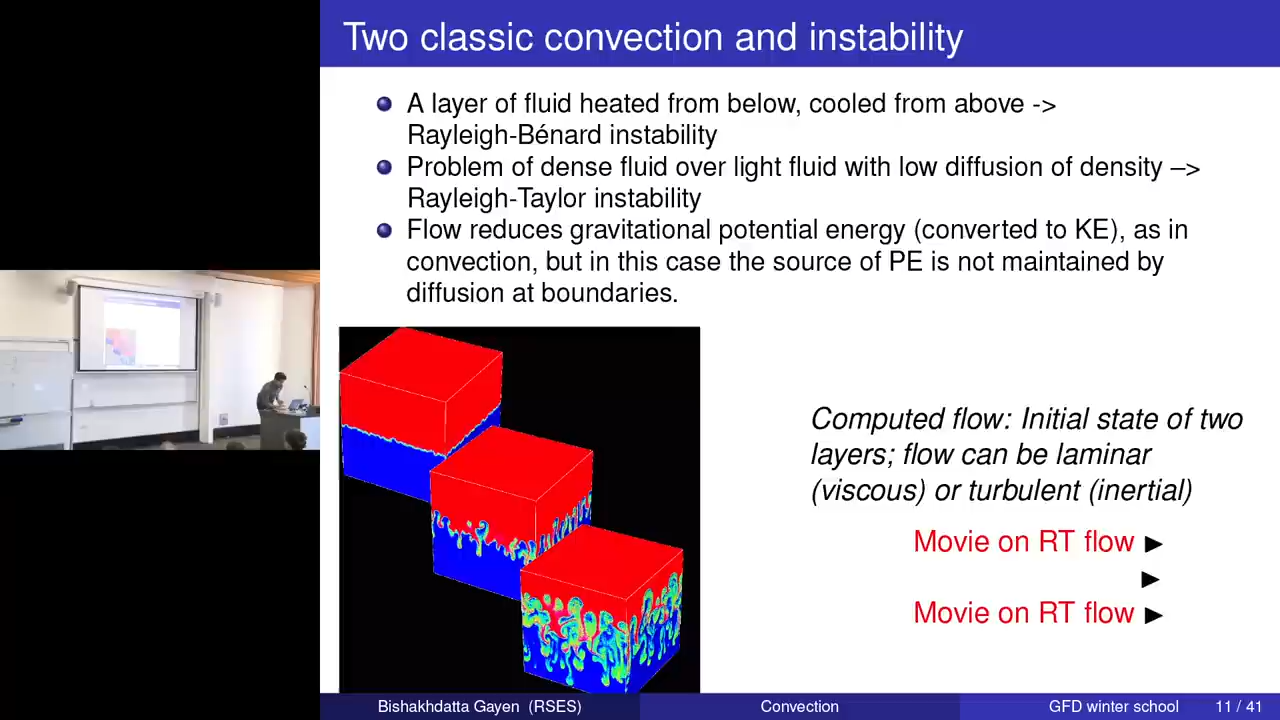 Two classic convection and instability
A layer of fluid heated from below, cooled from above ->
Rayleigh-Bénard instability
Problem of dense fluid over light fluid with low diffusion of density –>
Rayleigh-Taylor instability
Flow reduces gravitational potential energy (converted to KE), as in
convection, but in this case the source of PE is not maintained by
diffusion at boundaries.
Computed flow: Initial state of two
layers; flow can be laminar
(viscous) or turbulent (inertial)
Movie on RT flow
Movie on RT flow
Bishakhdatta Gayen (RSES) Convection GFD winter school 11 / 41